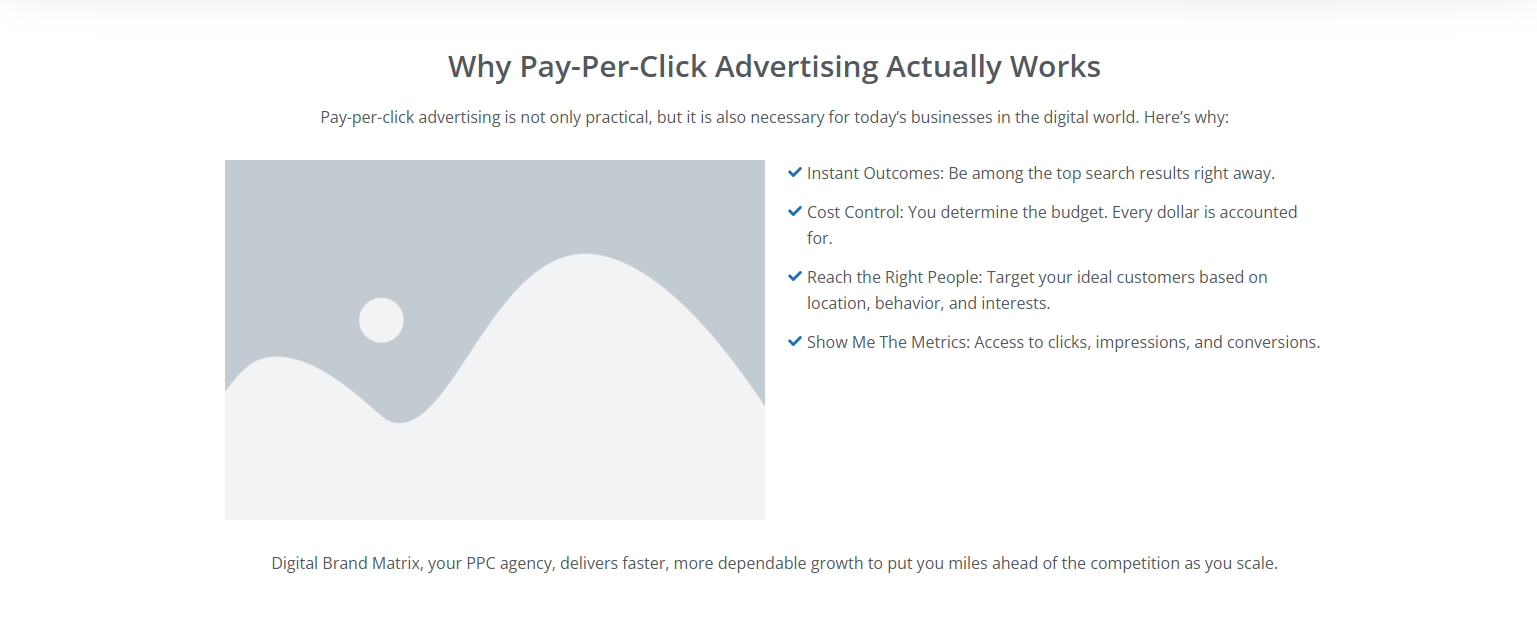 Why Pay-Per-Click Advertising Actually Works
Pay-per-click advertising is not only practical, but it is also necessary for today’s businesses in the digital world. Here’s why:
Instant Outcomes: Be among the top search results right away.
Cost Control: You determine the budget. Every dollar is accounted
for.
Reach the Right People: Target your ideal customers based on
location, behavior, and interests.
Show Me The Metrics: Access to clicks, impressions, and conversions.
Digital Brand Matrix, your PPC agency, delivers faster, more dependable growth to put you miles ahead of the competition as you scale.